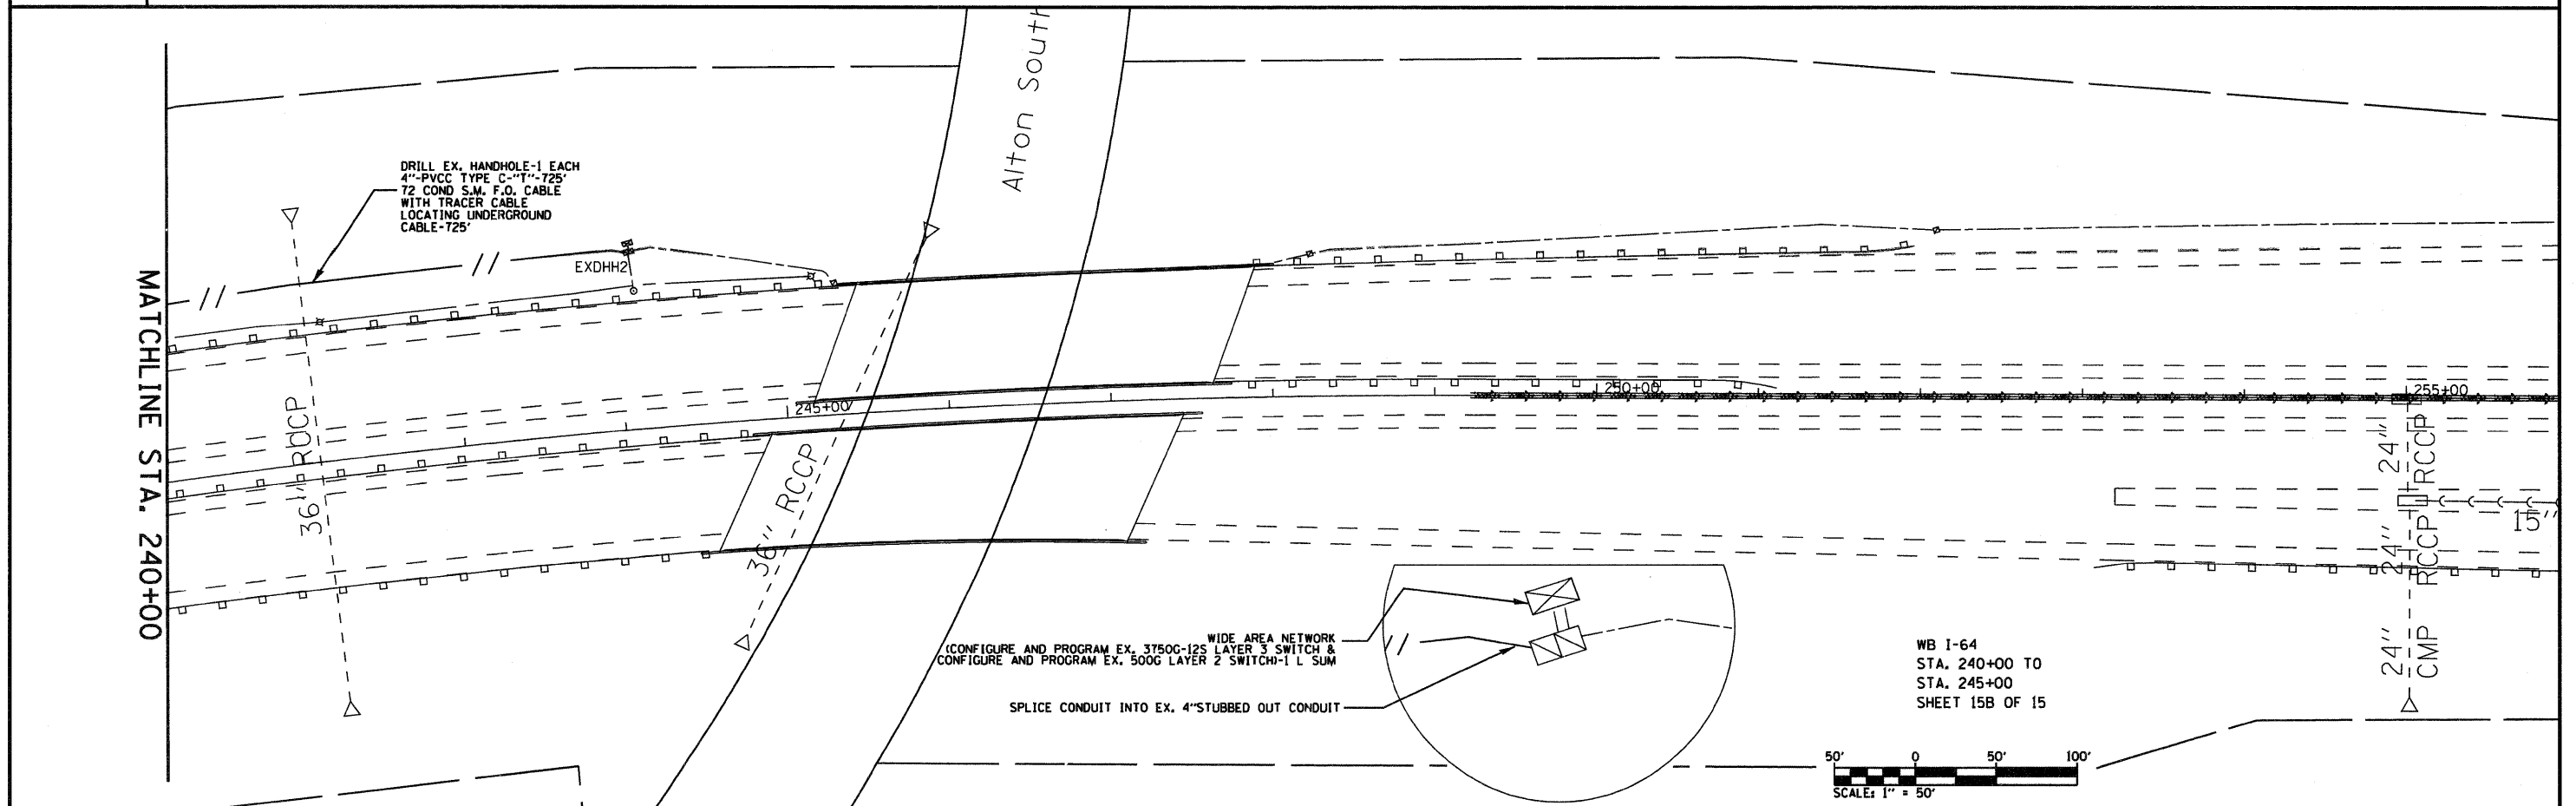 DRILL EX. HANDHOLE-1 EACH
4"-PVCC TYPE C-"T"-725'
72 COND S.M. F.O. CABLE
WITH TRACER CABLE
LOCATING UNDERGROUND
CABLE-725'
Alton South
EXDHH2
MATCHLINE STA. 240+00
36" RCCP
245+00
36" RCCP
250+00
255+00
24" RCCP
15"
24" RCCP
24" CMP
WIDE AREA NETWORK
(CONFIGURE AND PROGRAM EX. 3750G-12S LAYER 3 SWITCH &
CONFIGURE AND PROGRAM EX. 500G LAYER 2 SWITCH)-1 L SUM
SPLICE CONDUIT INTO EX. 4"STUBBED OUT CONDUIT
WB I-64
STA. 240+00 TO
STA. 245+00
SHEET 15B OF 15
50' 0 50' 100'
SCALE: 1" = 50'